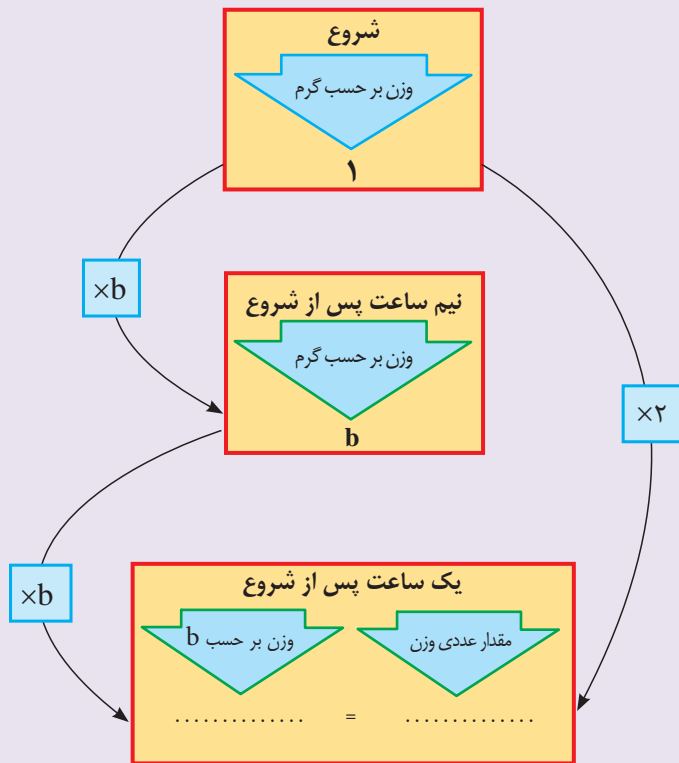 شروع
وزن بر حسب گرم
۱
×b
نیم ساعت پس از شروع
وزن بر حسب گرم
b
×۲
×b
یک ساعت پس از شروع
مقدار عددی وزن
وزن بر حسب b
.............. = ..............